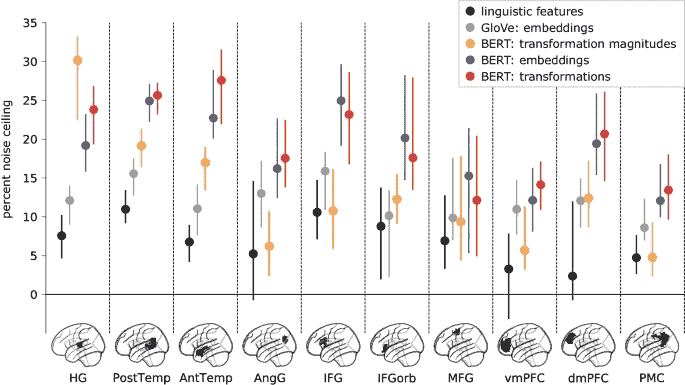 linguistic features
GloVe: embeddings
BERT: transformation magnitudes
BERT: embeddings
BERT: transformations
percent noise ceiling
35
30
25
20
15
10
5
0
HG PostTemp AntTemp AngG IFG IFGorb MFG vmPFC dmPFC PMC